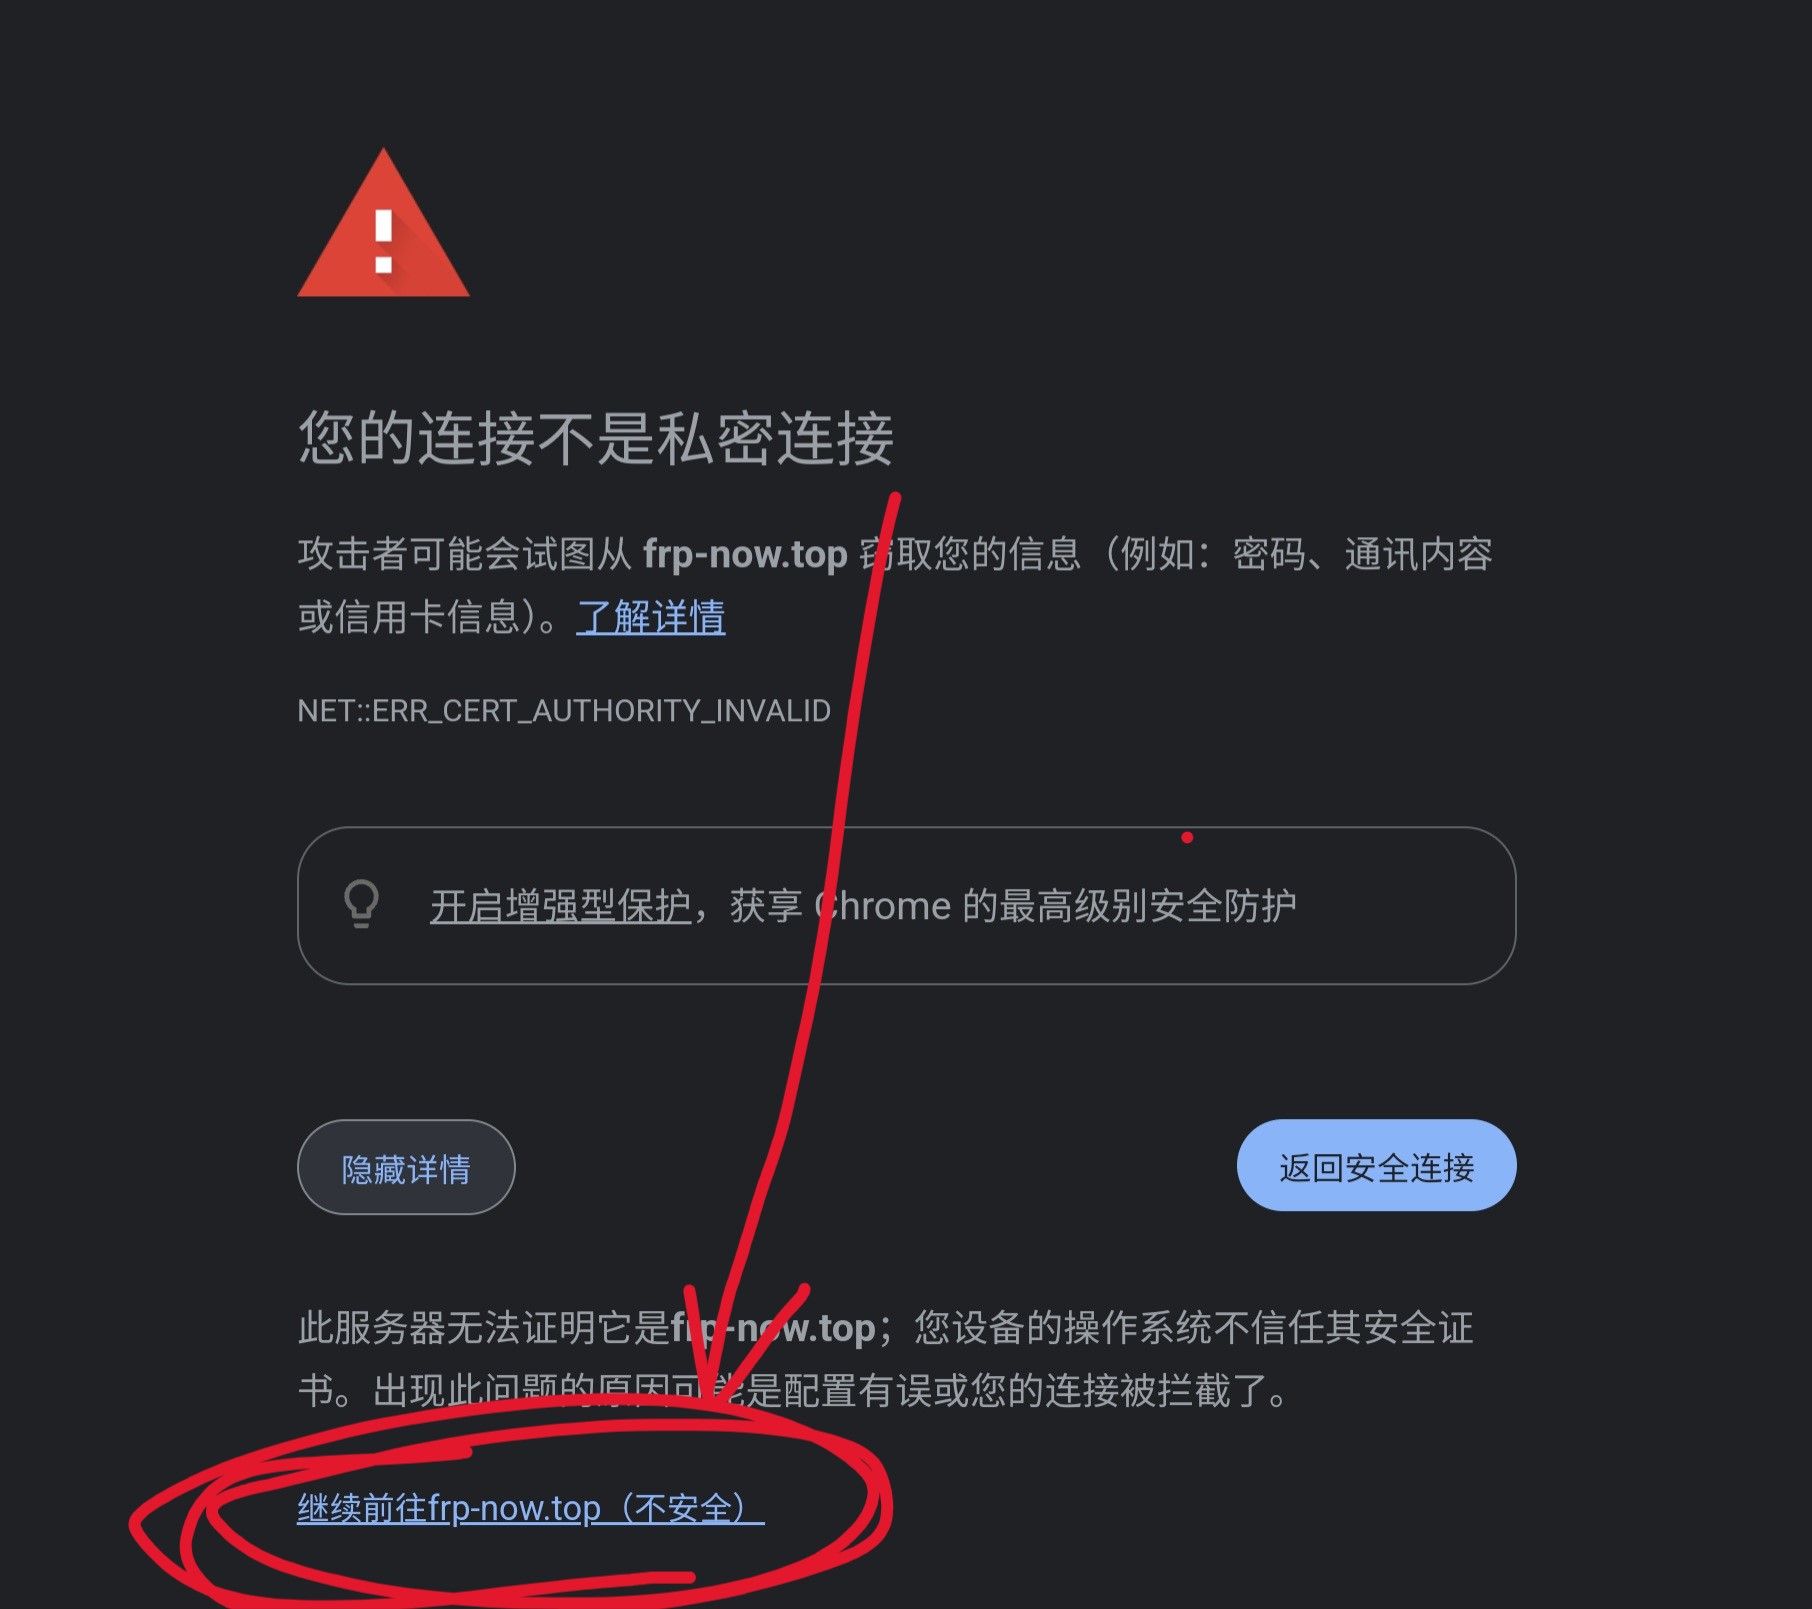 您的连接不是私密连接
攻击者可能会试图从 frp-now.top 窃取您的信息（例如：密码、通讯内容
或信用卡信息）。了解详情
NET::ERR_CERT_AUTHORITY_INVALID
开启增强型保护，获享 Chrome 的最高级别安全防护
隐藏详情
返回安全连接
此服务器无法证明它是frp-now.top；您设备的操作系统不信任其安全证
书。出现此问题的原因可能是配置有误或您的连接被拦截了。
继续前往frp-now.top（不安全）